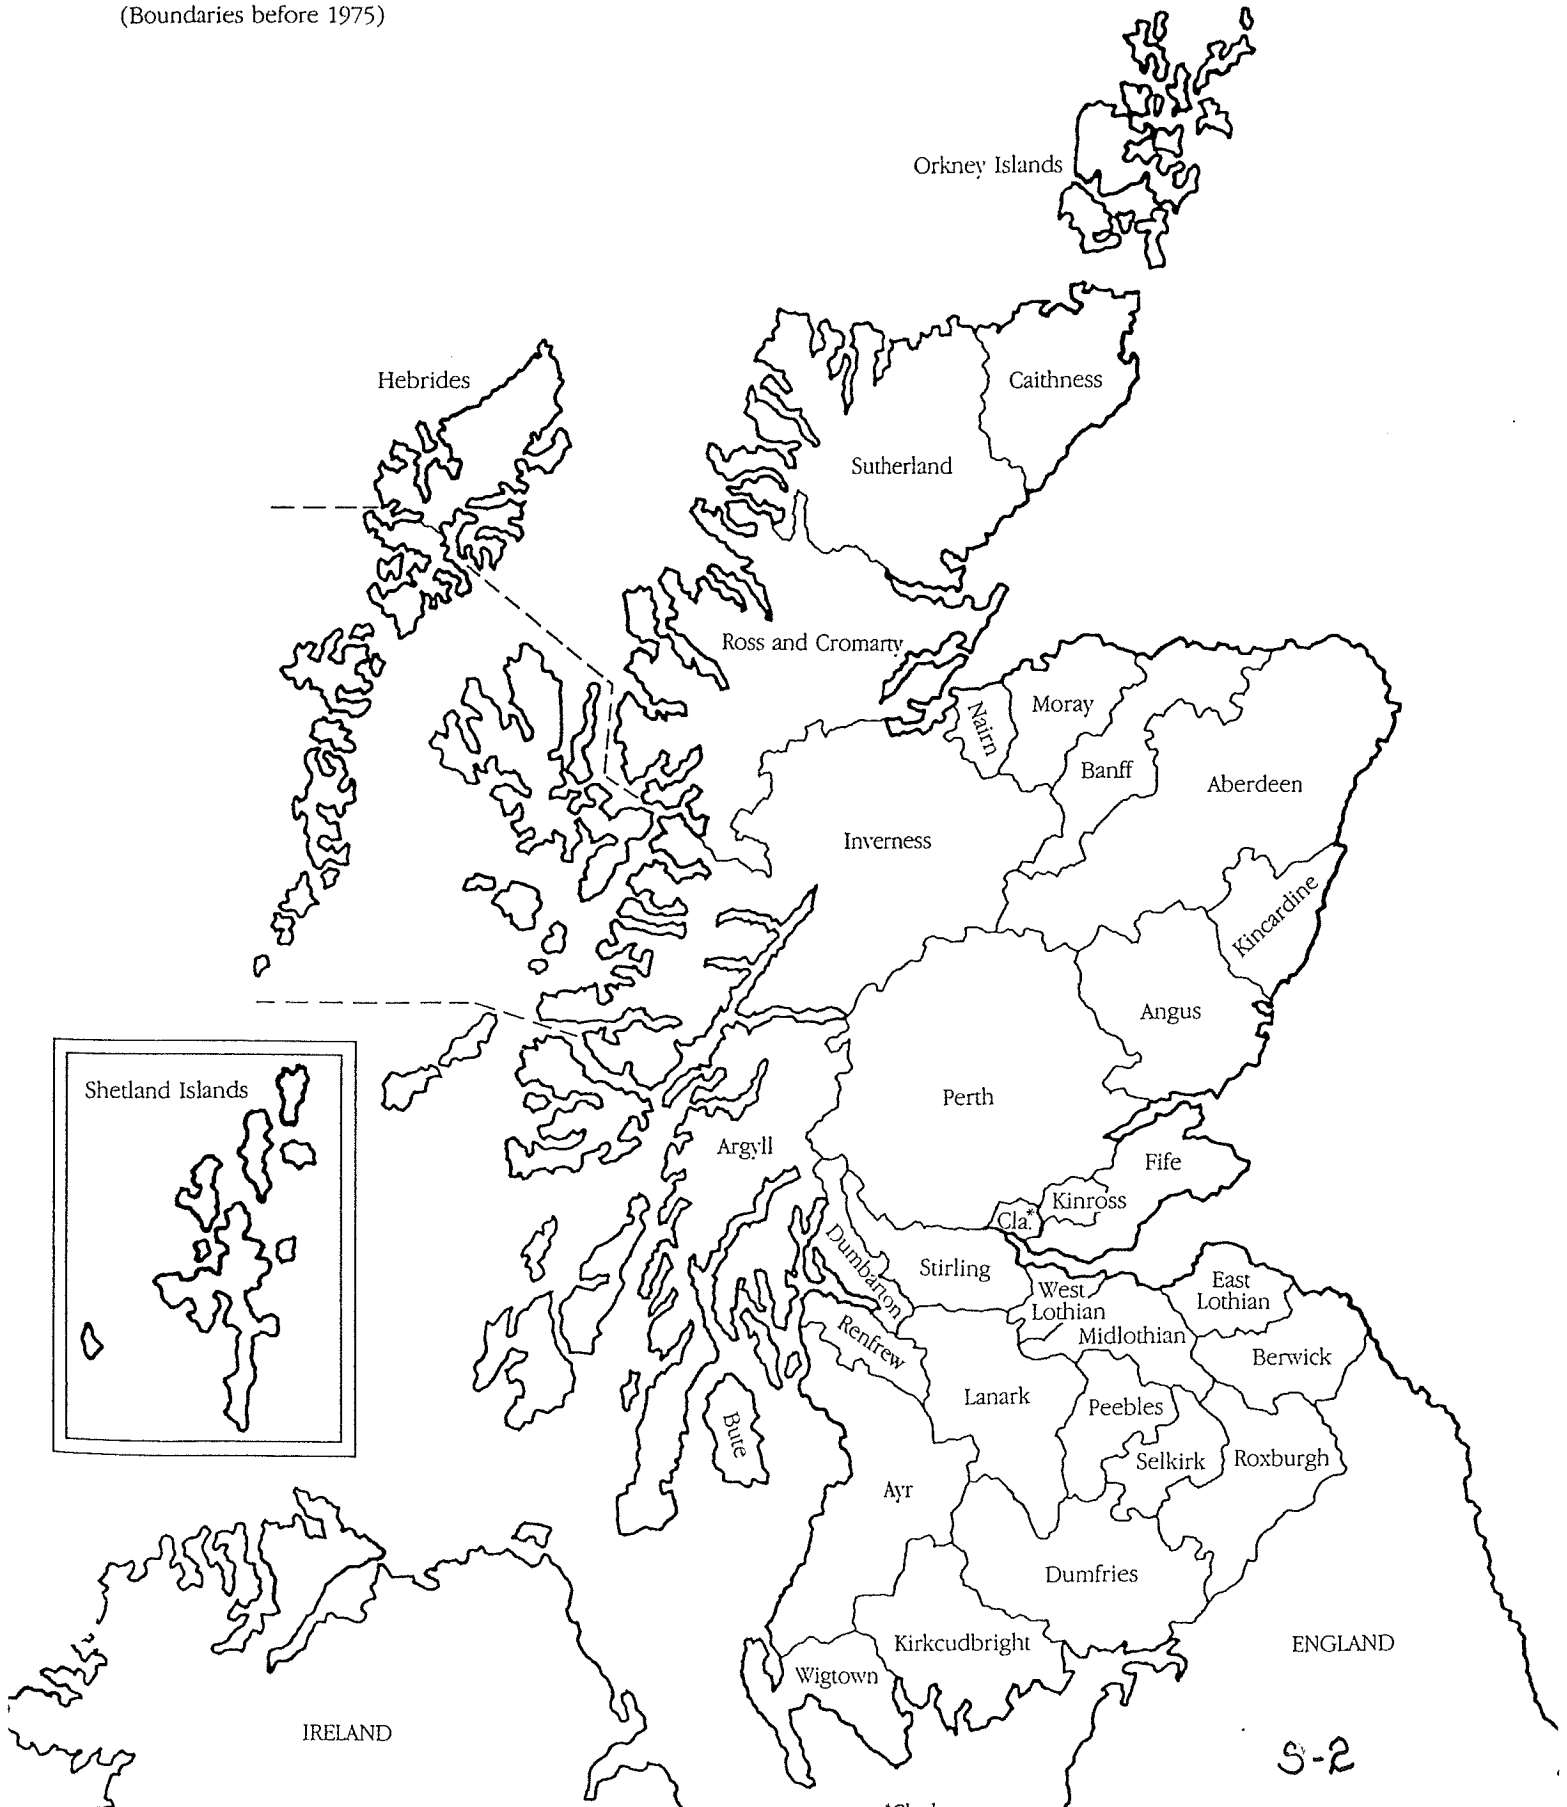 (Boundaries before 1975)
Orkney Islands
Hebrides
Caithness
Sutherland
Ross and Cromarty
Nairn
Moray
Banff
Aberdeen
Inverness
Kincardine
Angus
Shetland Islands
Perth
Argyll
Fife
Kinross
Cla.*
Dumbarton
Stirling
West
Lothian
East
Lothian
Midlothian
Renfrew
Berwick
Lanark
Peebles
Bute
Selkirk
Roxburgh
Ayr
Dumfries
Kirkcudbright
ENGLAND
Wigtown
IRELAND
S-2